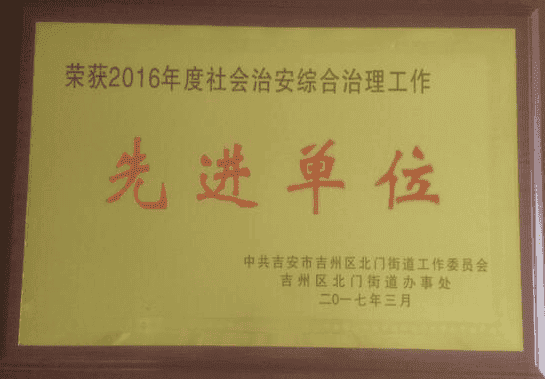 荣获2016年度社会治安综合治理工作
先进单位
中共吉安市吉州区北门街道工作委员会
吉州区北门街道办事处
二0一七年三月